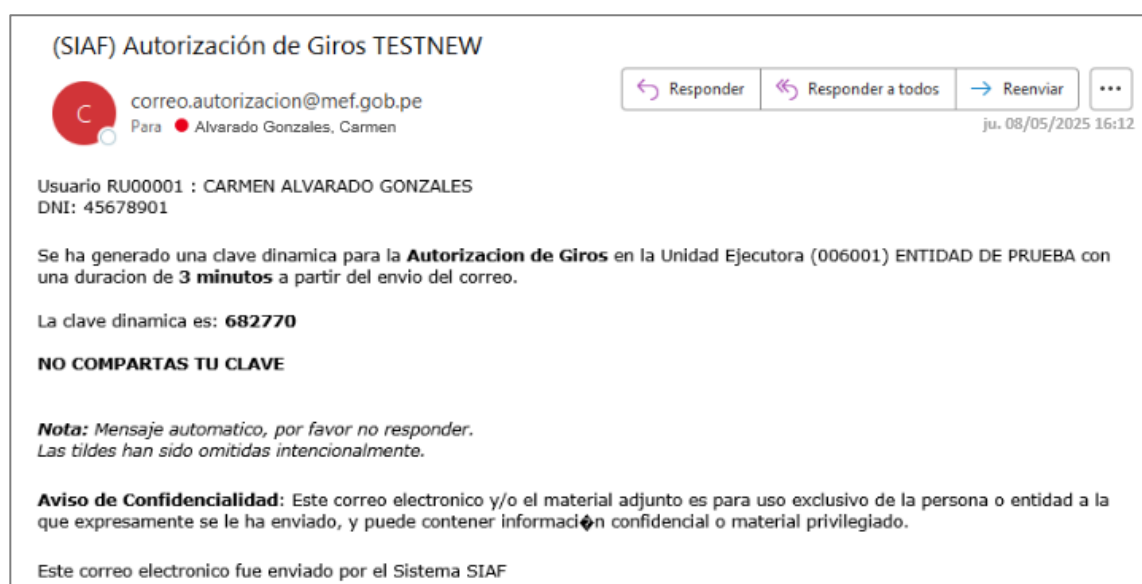 (SIAF) Autorización de Giros TESTNEW
C
correo.autorizacion@mef.gob.pe
Para Alvarado Gonzales, Carmen
Responder
Responder a todos
Reenviar
ju. 08/05/2025 16:12
Usuario RU00001 : CARMEN ALVARADO GONZALES
DNI: 45678901
Se ha generado una clave dinamica para la Autorizacion de Giros en la Unidad Ejecutora (006001) ENTIDAD DE PRUEBA con
una duracion de 3 minutos a partir del envio del correo.
La clave dinamica es: 682770
NO COMPARTAS TU CLAVE
Nota: Mensaje automatico, por favor no responder.
Las tildes han sido omitidas intencionalmente.
Aviso de Confidencialidad: Este correo electronico y/o el material adjunto es para uso exclusivo de la persona o entidad a la
que expresamente se le ha enviado, y puede contener informaci�n confidencial o material privilegiado.
Este correo electronico fue enviado por el Sistema SIAF